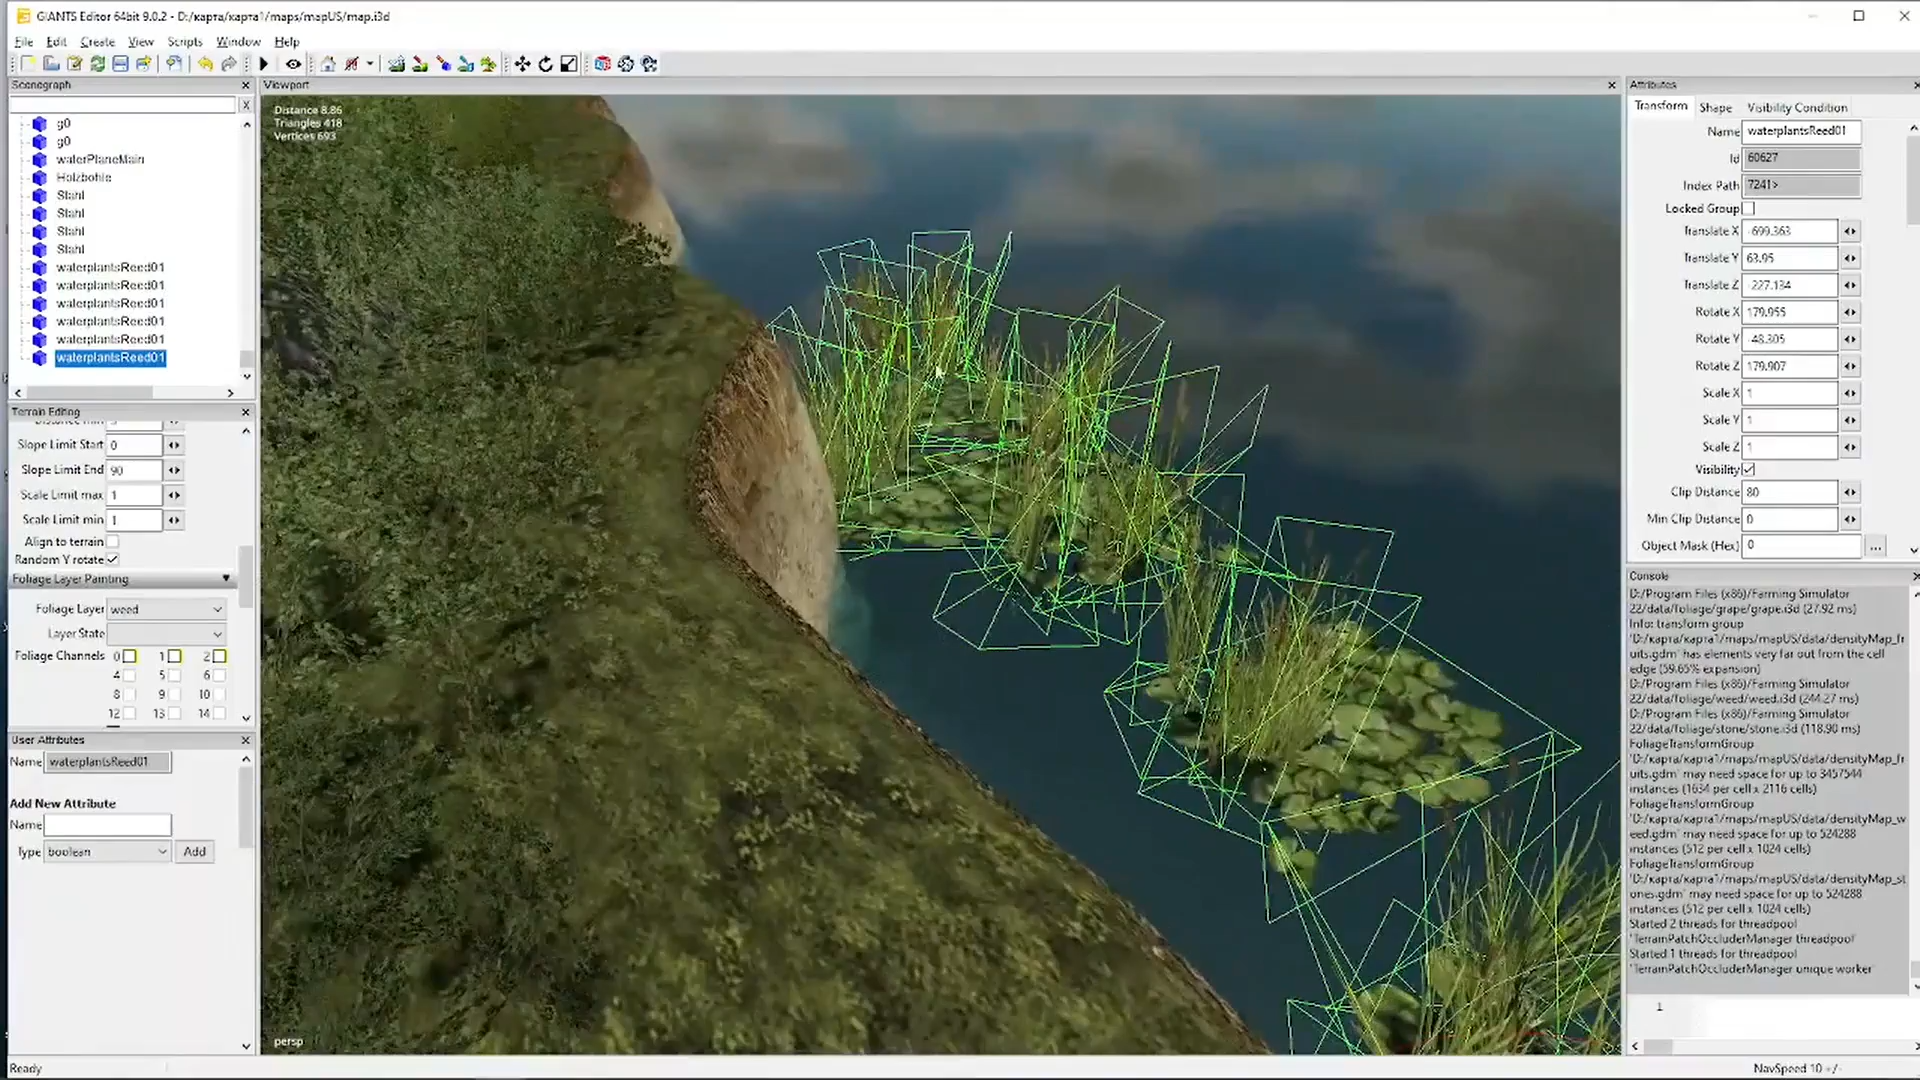 GIANTS Editor 64bit 9.0.2 - D:/карта/карта1/maps/mapUS/map.i3d
File Edit Create View Scripts Window Help
Scenegraph
X
g0
g0
waterPlaneMain
Holzbohle
Stahl
Stahl
Stahl
Stahl
waterplantsReed01
waterplantsReed01
waterplantsReed01
waterplantsReed01
waterplantsReed01
waterplantsReed01
Terrain Editing
Distance min
Slope Limit Start 0
Slope Limit End 90
Scale Limit max 1
Scale Limit min 1
Align to terrain
Random Y rotate
Foliage Layer Painting
Foliage Layer weed
Layer State
Foliage Channels 0 1 2
4 5 6
8 9 10
12 13 14
User Attributes
Name waterplantsReed01
Add New Attribute
Name
Type boolean Add
Viewport
Distance 8.86
Triangles 418
Vertices 693
persp
Attributes
Transform Shape Visibility Condition
Name waterplantsReed01
Id 60627
Index Path 7241>
Locked Group
Translate X -699.363
Translate Y 63.95
Translate Z -227.134
Rotate X 179.955
Rotate Y -48.305
Rotate Z 179.907
Scale X 1
Scale Y 1
Scale Z 1
Visibility
Clip Distance 80
Min Clip Distance 0
Object Mask (Hex) 0 ...
Console
D:/Program Files (x86)/Farming Simulator
22/data/foliage/grape/grape.i3d (27.92 ms)
Info: transform group
'D:/карта/карта1/maps/mapUS/data/densityMap_fr
uits.gdm' has elements very far out from the cell
edge (59.65% expansion)
D:/Program Files (x86)/Farming Simulator
22/data/foliage/weed/weed.i3d (244.27 ms)
D:/Program Files (x86)/Farming Simulator
22/data/foliage/stone/stone.i3d (118.90 ms)
FoliageTransformGroup
'D:/карта/карта1/maps/mapUS/data/densityMap_fr
uits.gdm' may need space for up to 3457544
instances (1634 per cell x 2116 cells)
FoliageTransformGroup
'D:/карта/карта1/maps/mapUS/data/densityMap_w
eed.gdm' may need space for up to 524288
instances (512 per cell x 1024 cells)
FoliageTransformGroup
'D:/карта/карта1/maps/mapUS/data/densityMap_st
ones.gdm' may need space for up to 524288
instances (512 per cell x 1024 cells)
Started 2 threads for threadpool
'TerrainPatchOccluderManager threadpool'
Started 1 threads for threadpool
'TerrainPatchOccluderManager unique worker'
1
Ready
NavSpeed 10 +/-